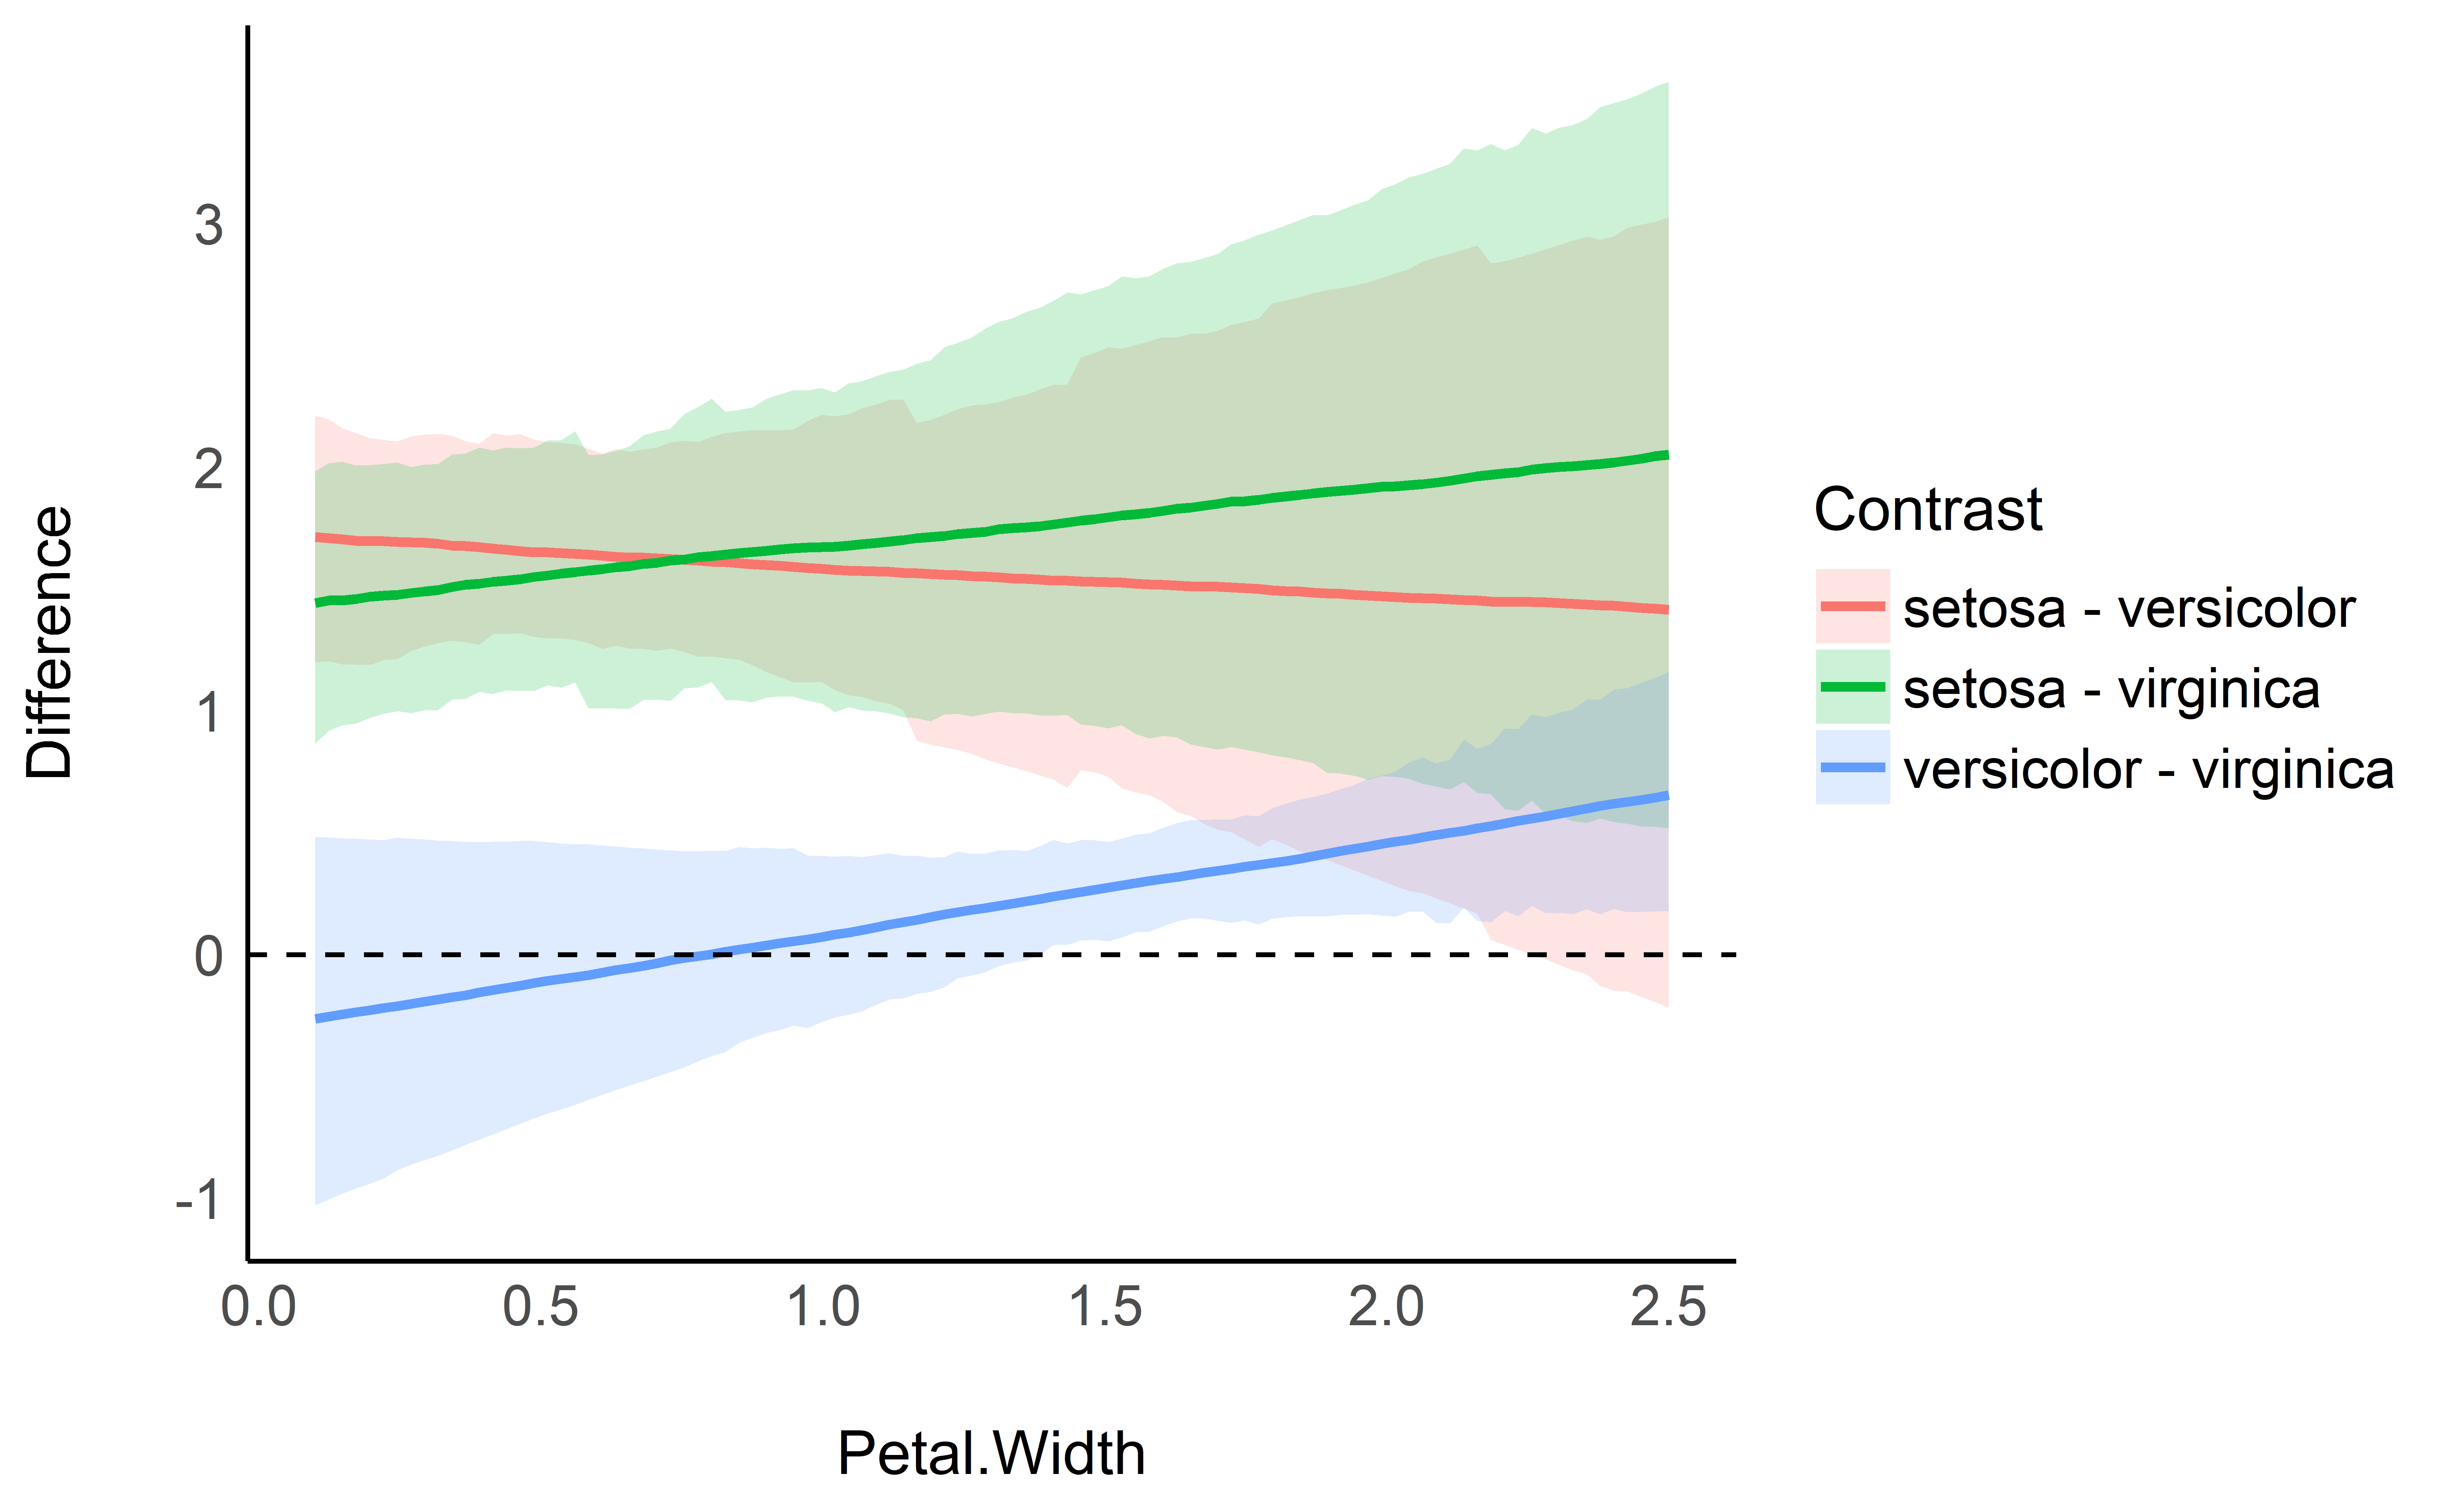 Difference
3
2
1
0
-1
0.0 0.5 1.0 1.5 2.0 2.5
Petal.Width
Contrast
setosa - versicolor
setosa - virginica
versicolor - virginica